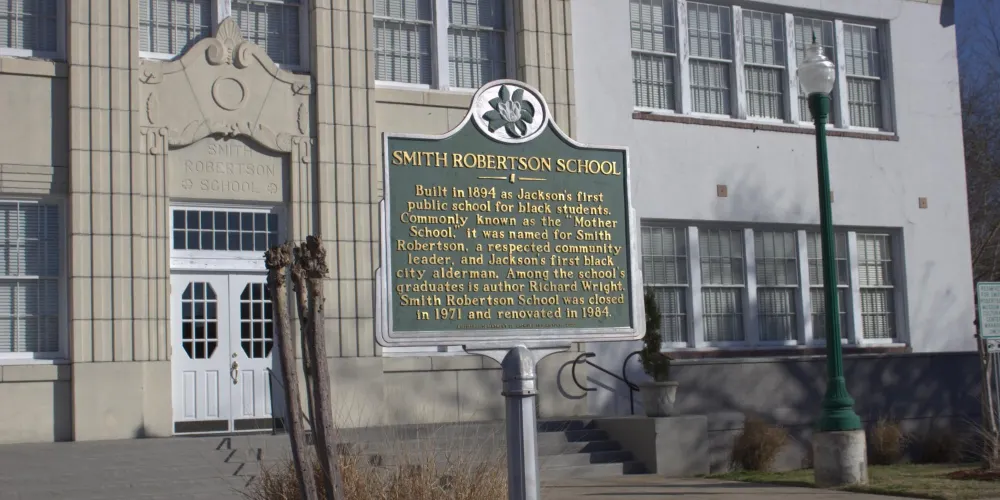 SMITH
ROBERTSON
SCHOOL
SMITH ROBERTSON SCHOOL
Built in 1894 as Jackson's first
public school for black students.
Commonly known as the "Mother
School," it was named for Smith
Robertson, a respected community
leader, and Jackson's first black
city alderman. Among the school's
graduates is author Richard Wright.
Smith Robertson School was closed
in 1971 and renovated in 1984.